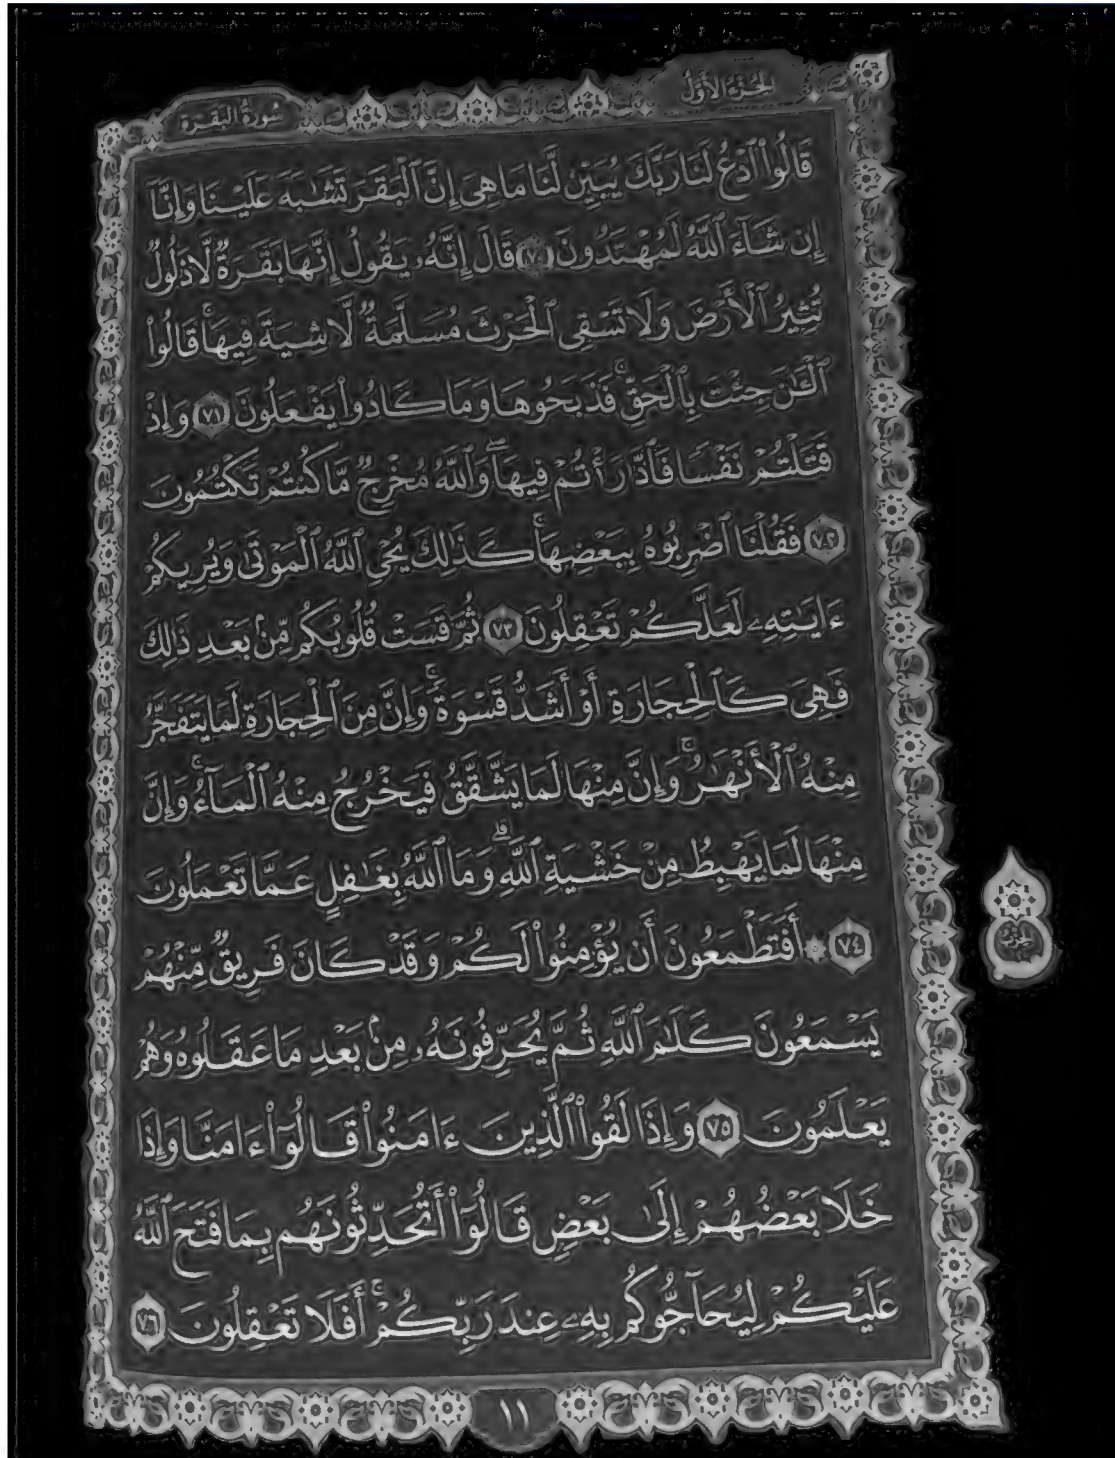 الجزء الأول
سورة البقرة
قَالُوا۟ ٱدْعُ لَنَا رَبَّكَ يُبَيِّن لَّنَا مَا هِىَ إِنَّ ٱلْبَقَرَ تَشَٰبَهَ عَلَيْنَا وَإِنَّآ
إِن شَآءَ ٱللَّهُ لَمُهْتَدُونَ ٧٠ قَالَ إِنَّهُۥ يَقُولُ إِنَّهَا بَقَرَةٌ لَّا ذَلُولٌ
تُثِيرُ ٱلْأَرْضَ وَلَا تَسْقِى ٱلْحَرْثَ مُسَلَّمَةٌ لَّا شِيَةَ فِيهَا ۚ قَالُوا۟
ٱلْـَٰٔنَ جِئْتَ بِٱلْحَقِّ ۚ فَذَبَحُوهَا وَمَا كَادُوا۟ يَفْعَلُونَ ٧١ وَإِذْ
قَتَلْتُمْ نَفْسًا فَٱدَّٰرَْٰٔتُمْ فِيهَا ۖ وَٱللَّهُ مُخْرِجٌ مَّا كُنتُمْ تَكْتُمُونَ
٧٢ فَقُلْنَا ٱضْرِبُوهُ بِبَعْضِهَا ۚ كَذَٰلِكَ يُحْىِ ٱللَّهُ ٱلْمَوْتَىٰ وَيُرِيكُمْ
ءَايَٰتِهِۦ لَعَلَّكُمْ تَعْقِلُونَ ٧٣ ثُمَّ قَسَتْ قُلُوبُكُم مِّنۢ بَعْدِ ذَٰلِكَ
فَهِىَ كَٱلْحِجَارَةِ أَوْ أَشَدُّ قَسْوَةً ۚ وَإِنَّ مِنَ ٱلْحِجَارَةِ لَمَا يَتَفَجَّرُ
مِنْهُ ٱلْأَنْهَٰرُ ۚ وَإِنَّ مِنْهَا لَمَا يَشَّقَّقُ فَيَخْرُجُ مِنْهُ ٱلْمَآءُ ۚ وَإِنَّ
مِنْهَا لَمَا يَهْبِطُ مِنْ خَشْيَةِ ٱللَّهِ ۗ وَمَا ٱللَّهُ بِغَٰفِلٍ عَمَّا تَعْمَلُونَ
٧٤ ۞ أَفَتَطْمَعُونَ أَن يُؤْمِنُوا۟ لَكُمْ وَقَدْ كَانَ فَرِيقٌ مِّنْهُمْ
يَسْمَعُونَ كَلَٰمَ ٱللَّهِ ثُمَّ يُحَرِّفُونَهُۥ مِنۢ بَعْدِ مَا عَقَلُوهُ وَهُمْ
يَعْلَمُونَ ٧٥ وَإِذَا لَقُوا۟ ٱلَّذِينَ ءَامَنُوا۟ قَالُوٓا۟ ءَامَنَّا وَإِذَا
خَلَا بَعْضُهُمْ إِلَىٰ بَعْضٍ قَالُوٓا۟ أَتُحَدِّثُونَهُم بِمَا فَتَحَ ٱللَّهُ
عَلَيْكُمْ لِيُحَآجُّوكُم بِهِۦ عِندَ رَبِّكُمْ ۚ أَفَلَا تَعْقِلُونَ ٧٦
١١